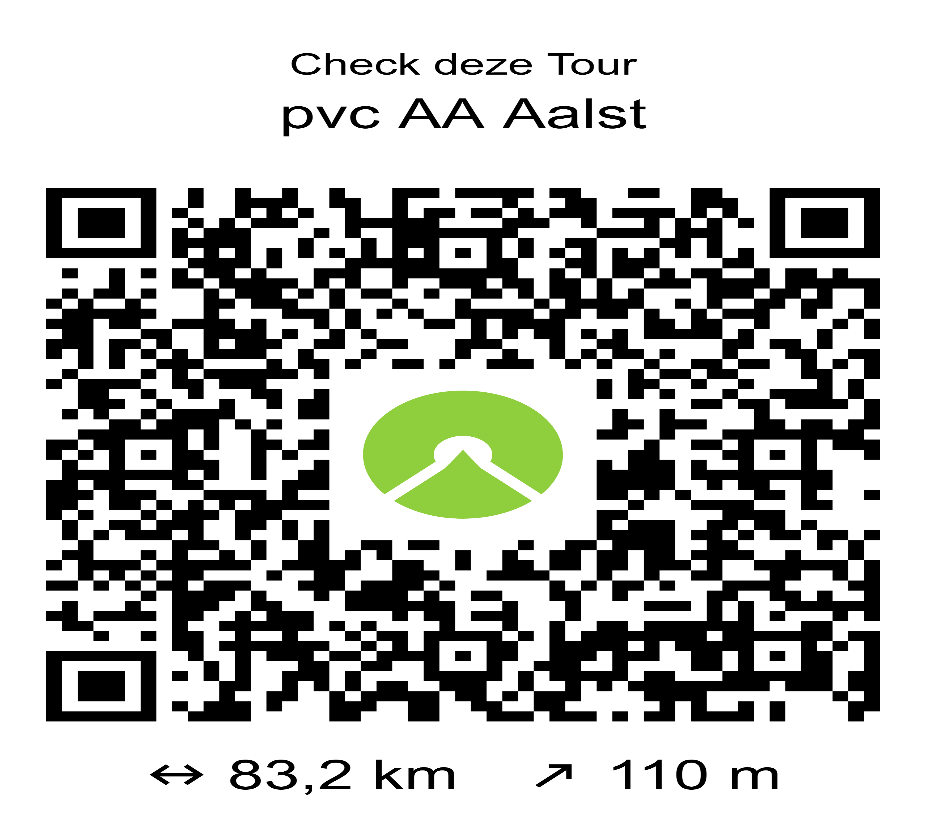 Check deze Tour
pvc AA Aalst
↔ 83,2 km ↗ 110 m